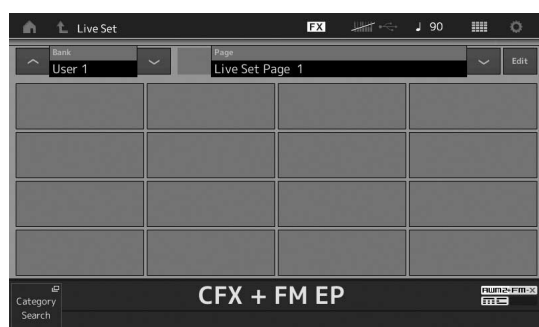 Live Set
FX
♩ 90
Bank
User 1
Page
Live Set Page 1
Edit
Category
Search
CFX + FM EP
AWM2+FM-X
MC